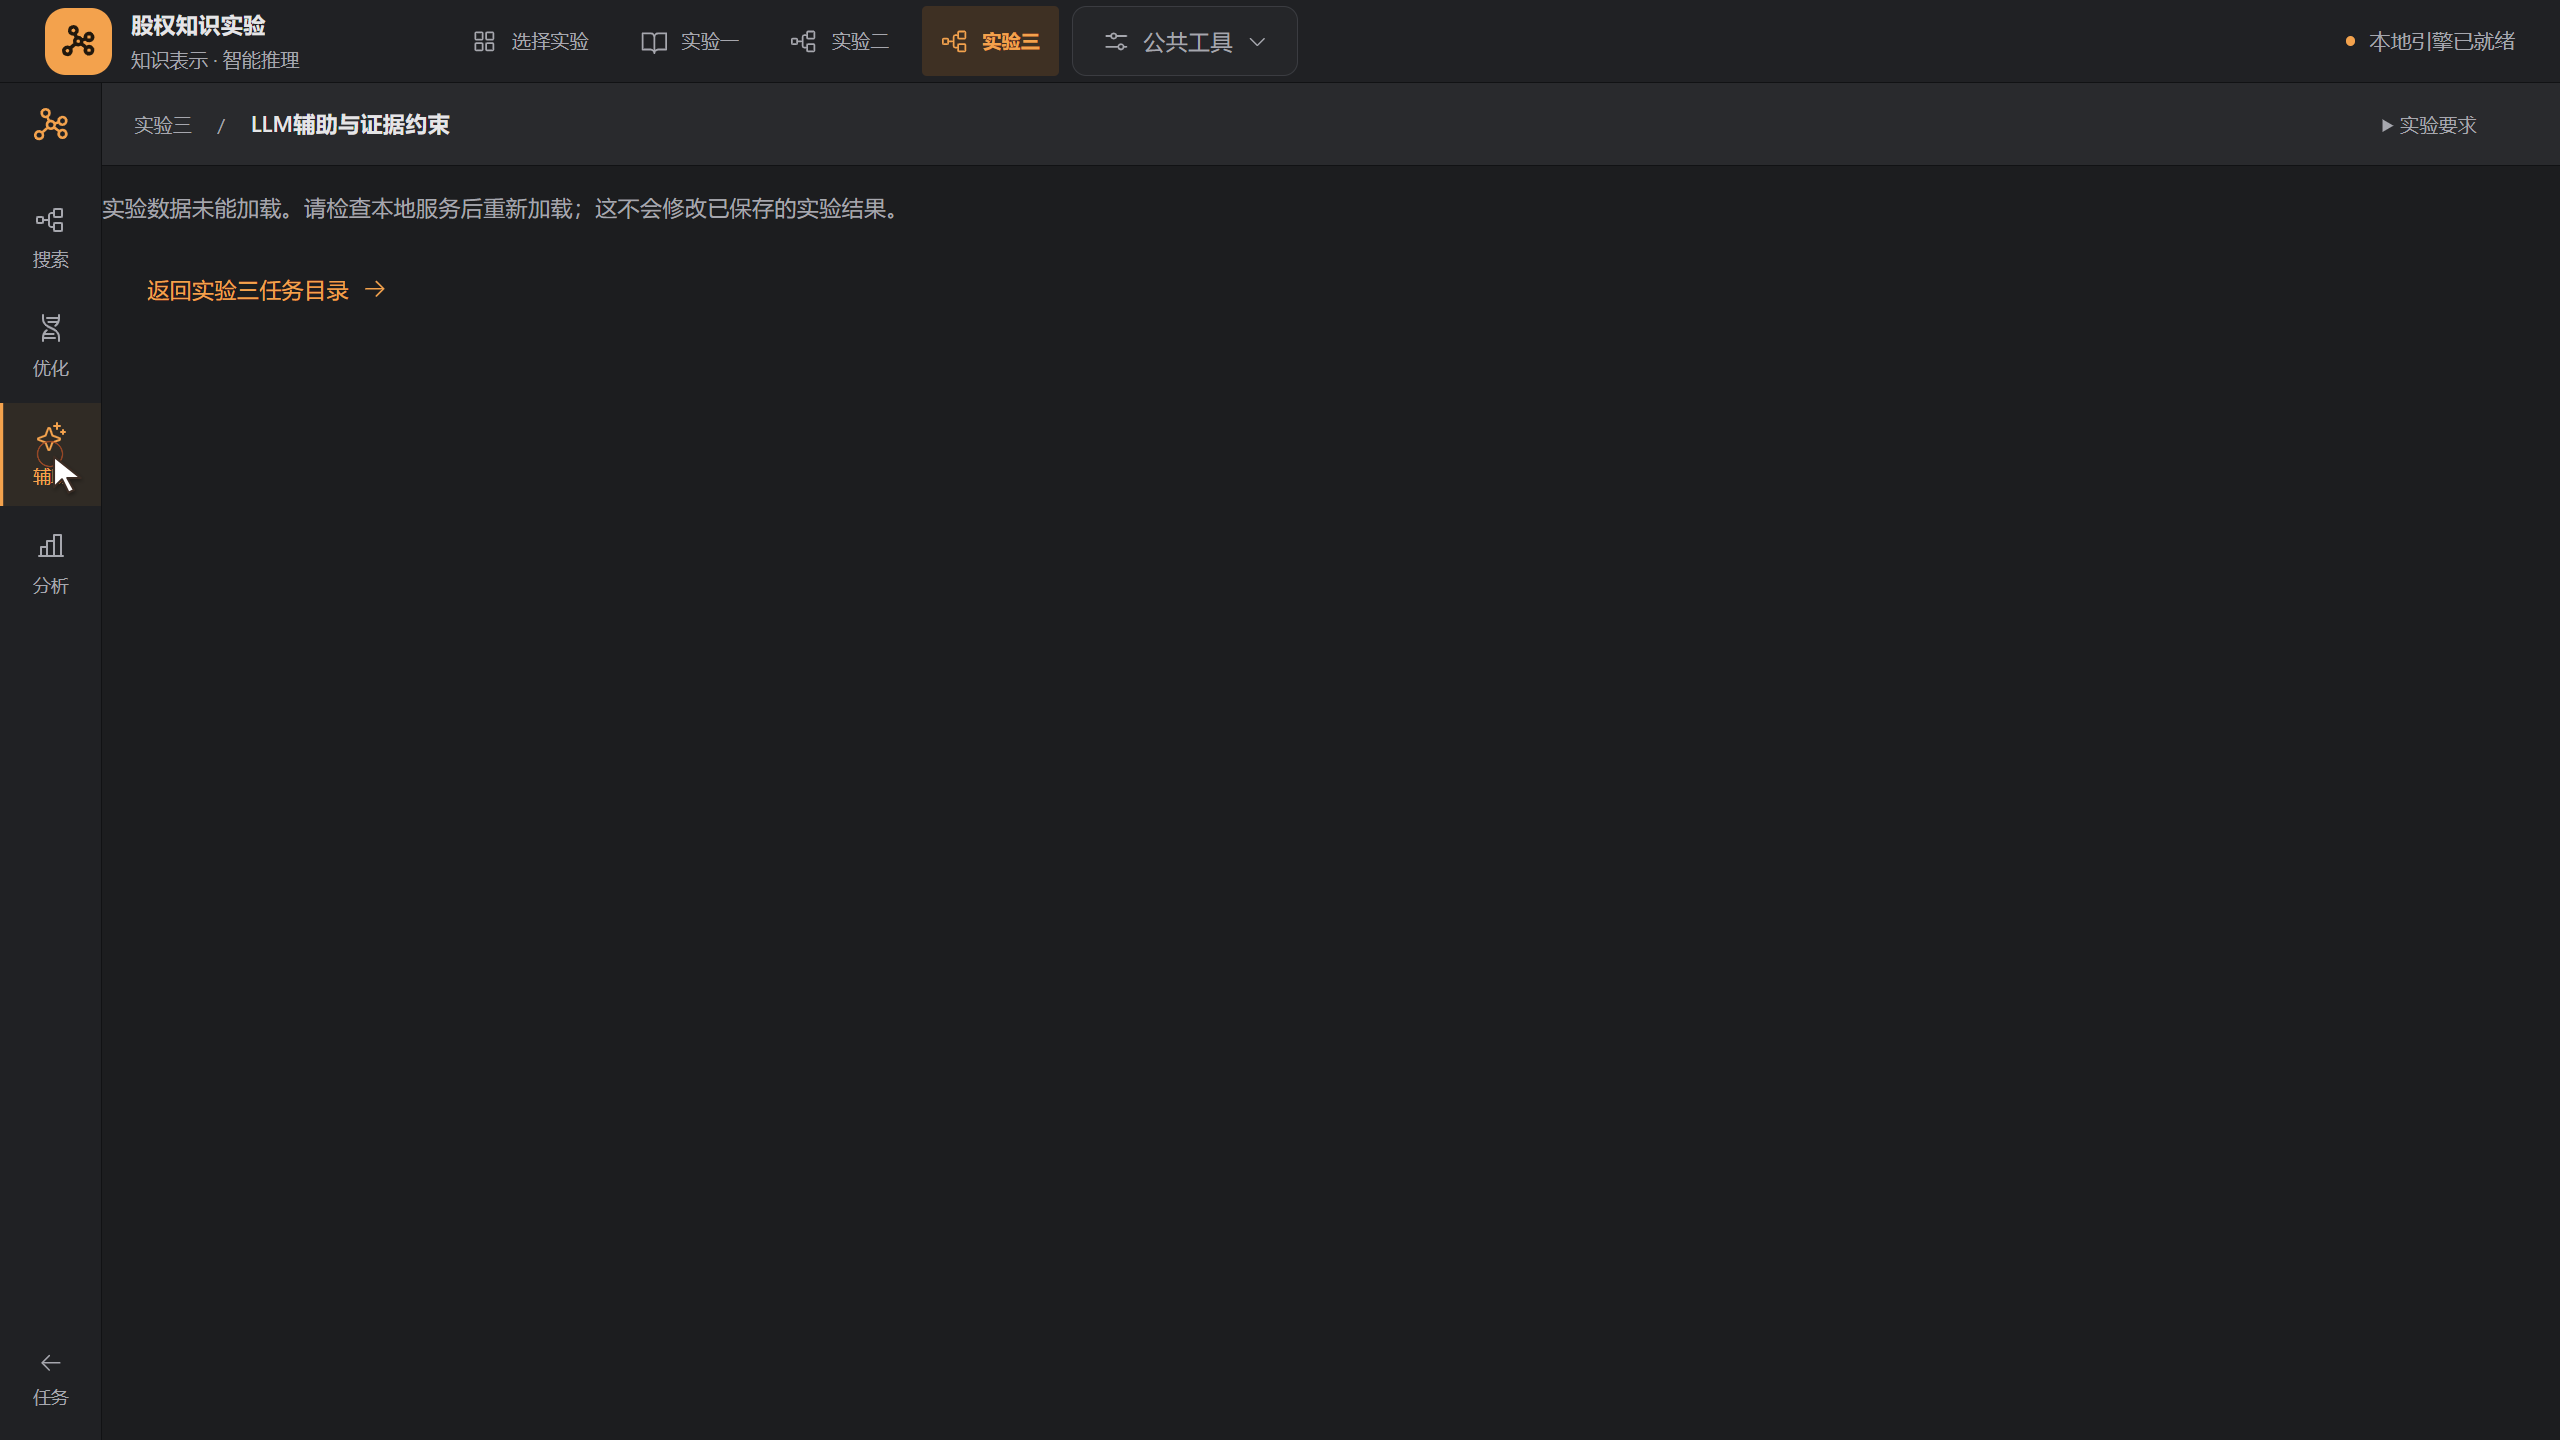 股权知识实验
知识表示 · 智能推理
选择实验
实验一
实验二
实验三
公共工具
本地引擎已就绪
实验三 / LLM辅助与证据约束
实验要求
搜索
优化
辅
分析
任务
实验数据未能加载。请检查本地服务后重新加载；这不会修改已保存的实验结果。
返回实验三任务目录